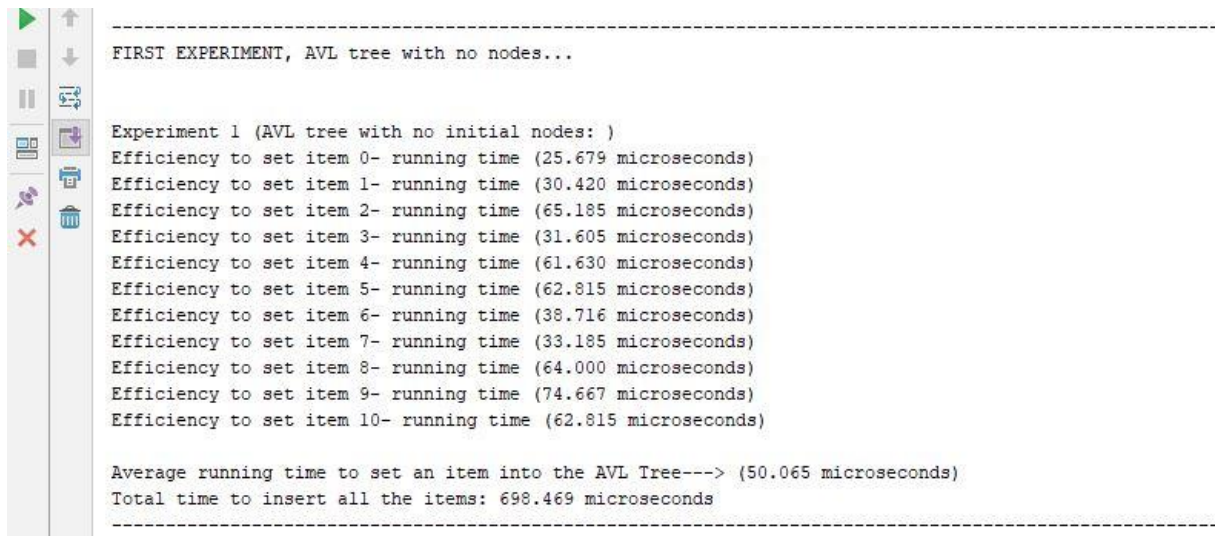 --------------------------------------------------------------------------------
FIRST EXPERIMENT, AVL tree with no nodes...
Experiment 1 (AVL tree with no initial nodes: )
Efficiency to set item 0- running time (25.679 microseconds)
Efficiency to set item 1- running time (30.420 microseconds)
Efficiency to set item 2- running time (65.185 microseconds)
Efficiency to set item 3- running time (31.605 microseconds)
Efficiency to set item 4- running time (61.630 microseconds)
Efficiency to set item 5- running time (62.815 microseconds)
Efficiency to set item 6- running time (38.716 microseconds)
Efficiency to set item 7- running time (33.185 microseconds)
Efficiency to set item 8- running time (64.000 microseconds)
Efficiency to set item 9- running time (74.667 microseconds)
Efficiency to set item 10- running time (62.815 microseconds)
Average running time to set an item into the AVL Tree---> (50.065 microseconds)
Total time to insert all the items: 698.469 microseconds
--------------------------------------------------------------------------------